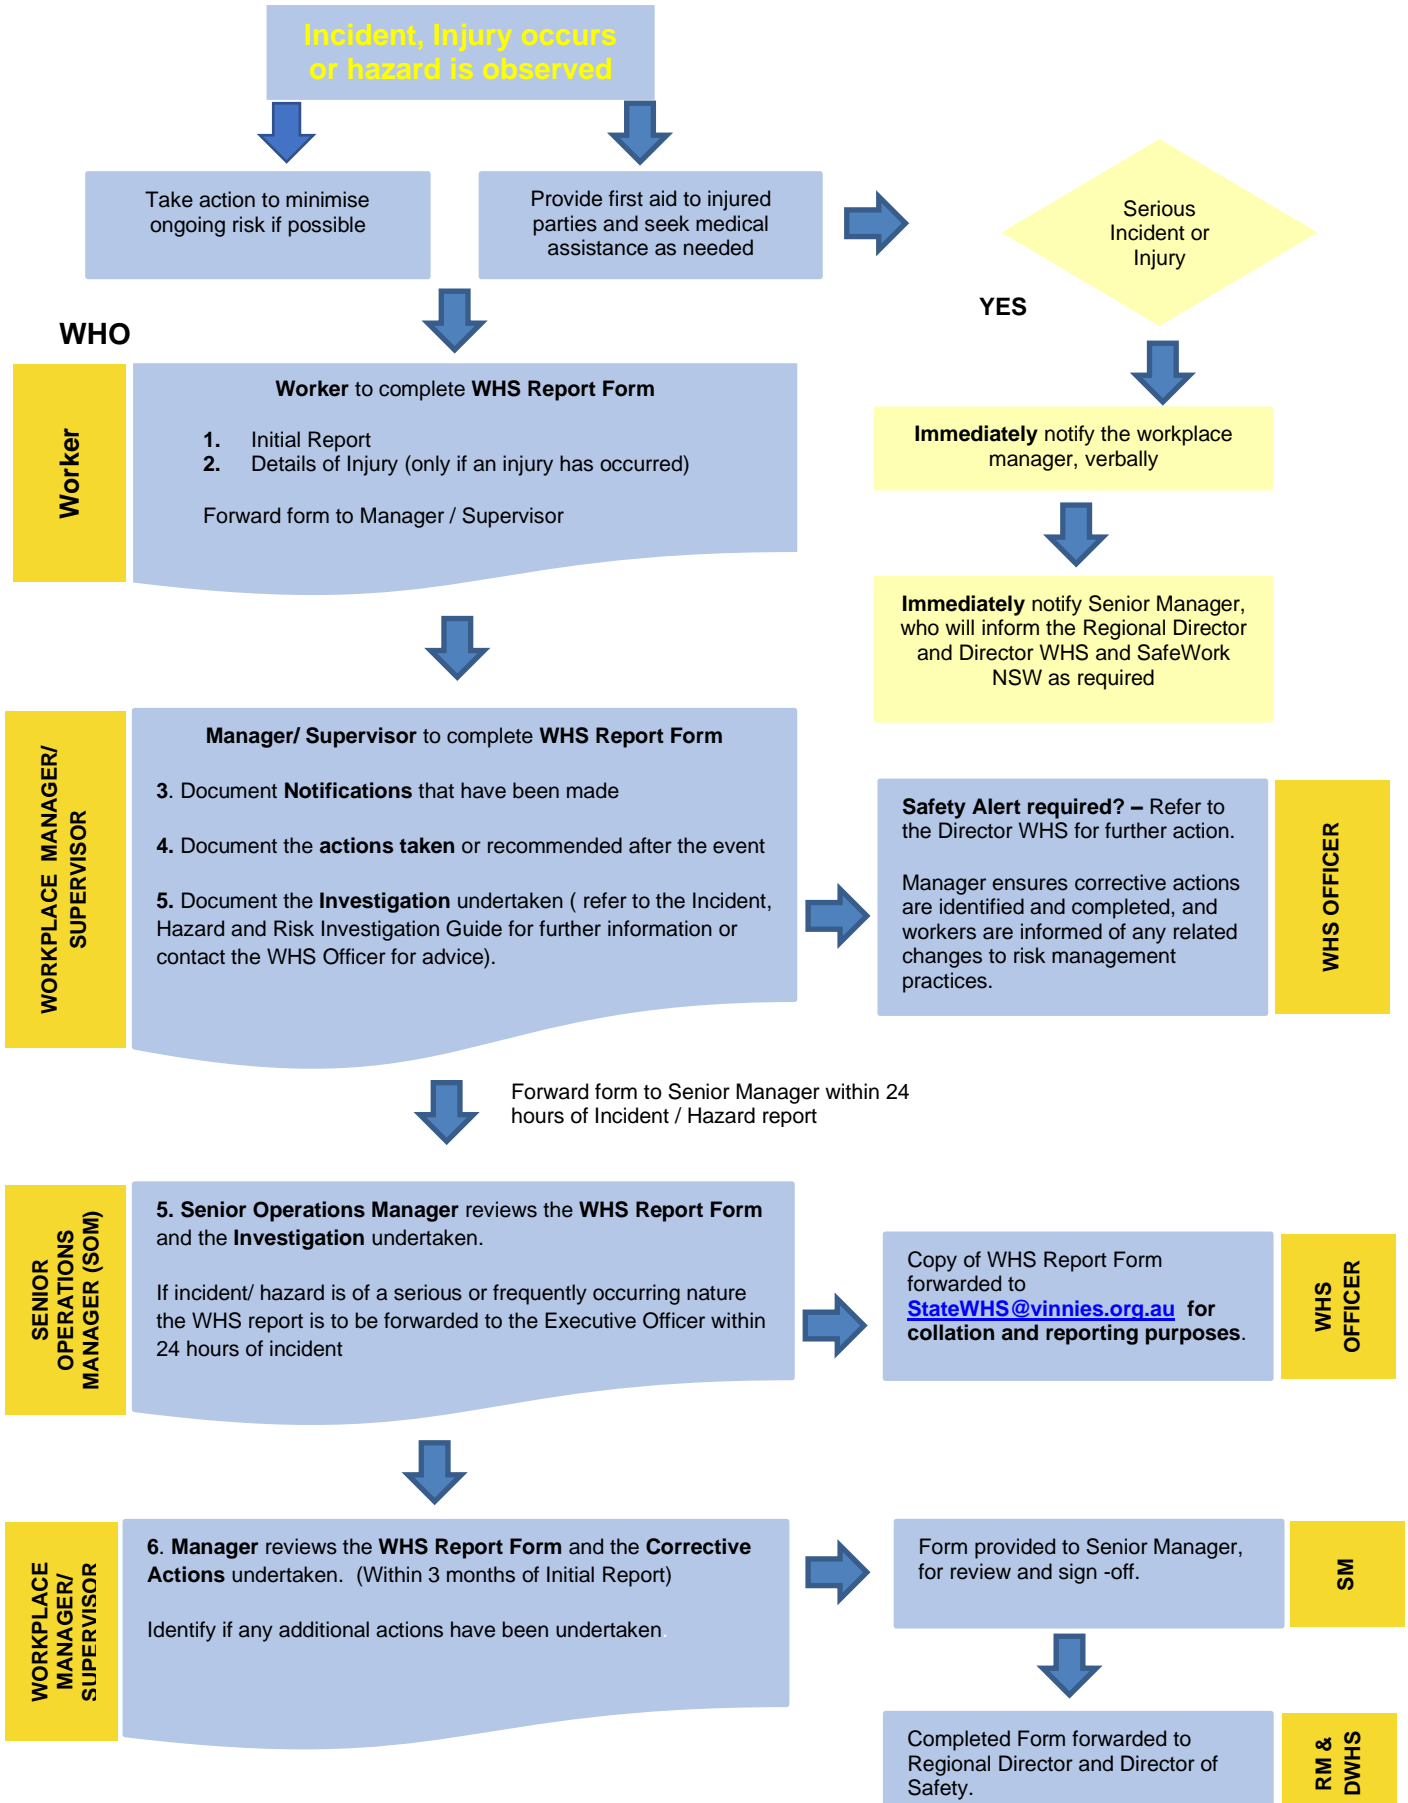 Incident, Injury occurs
or hazard is observed
Take action to minimise
ongoing risk if possible
Provide first aid to injured
parties and seek medical
assistance as needed
Serious
Incident or
Injury
YES
WHO
Worker
Worker to complete WHS Report Form
1. Initial Report
2. Details of Injury (only if an injury has occurred)
Forward form to Manager / Supervisor
Immediately notify the workplace
manager, verbally
Immediately notify Senior Manager,
who will inform the Regional Director
and Director WHS and SafeWork
NSW as required
WORKPLACE MANAGER/
SUPERVISOR
Manager/ Supervisor to complete WHS Report Form
3. Document Notifications that have been made
4. Document the actions taken or recommended after the event
5. Document the Investigation undertaken ( refer to the Incident,
Hazard and Risk Investigation Guide for further information or
contact the WHS Officer for advice).
Safety Alert required? – Refer to
the Director WHS for further action.
Manager ensures corrective actions
are identified and completed, and
workers are informed of any related
changes to risk management
practices.
WHS OFFICER
Forward form to Senior Manager within 24
hours of Incident / Hazard report
SENIOR
OPERATIONS
MANAGER (SOM)
5. Senior Operations Manager reviews the WHS Report Form
and the Investigation undertaken.
If incident/ hazard is of a serious or frequently occurring nature
the WHS report is to be forwarded to the Executive Officer within
24 hours of incident
Copy of WHS Report Form
forwarded to
StateWHS@vinnies.org.au for
collation and reporting purposes.
WHS
OFFICER
WORKPLACE
MANAGER/
SUPERVISOR
6. Manager reviews the WHS Report Form and the Corrective
Actions undertaken. (Within 3 months of Initial Report)
Identify if any additional actions have been undertaken.
Form provided to Senior Manager,
for review and sign -off.
SM
Completed Form forwarded to
Regional Director and Director of
Safety.
RM &
DWHS